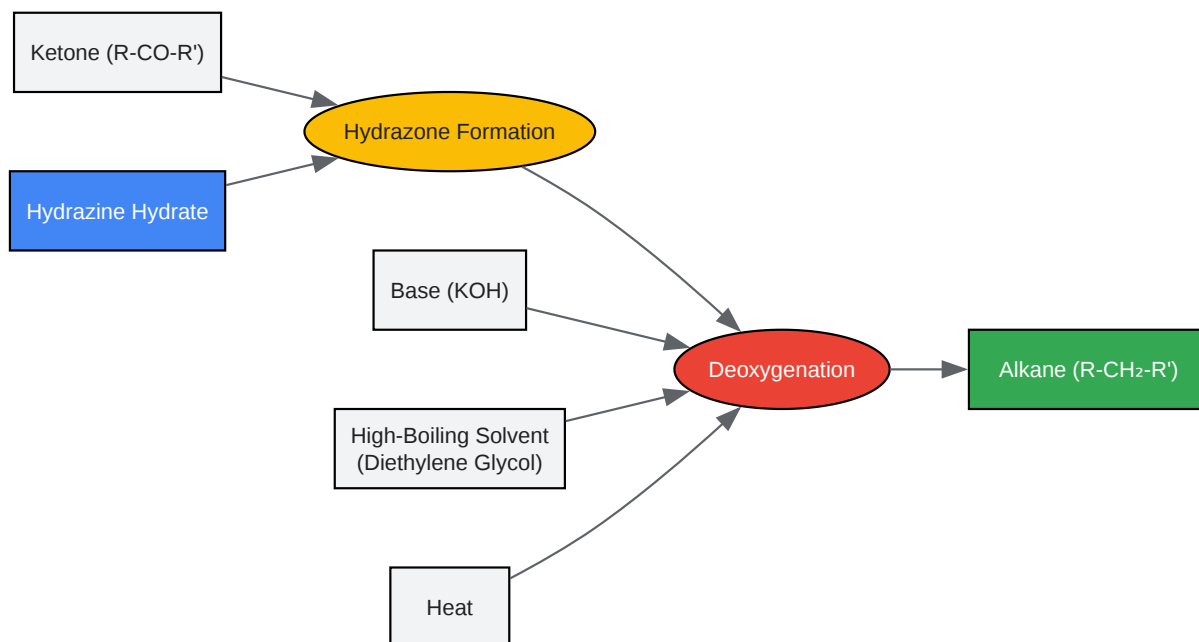 Ketone (R-CO-R')
Hydrazone Formation
Hydrazine Hydrate
Base (KOH)
Deoxygenation
Alkane (R-CH₂-R')
High-Boiling Solvent
(Diethylene Glycol)
Heat